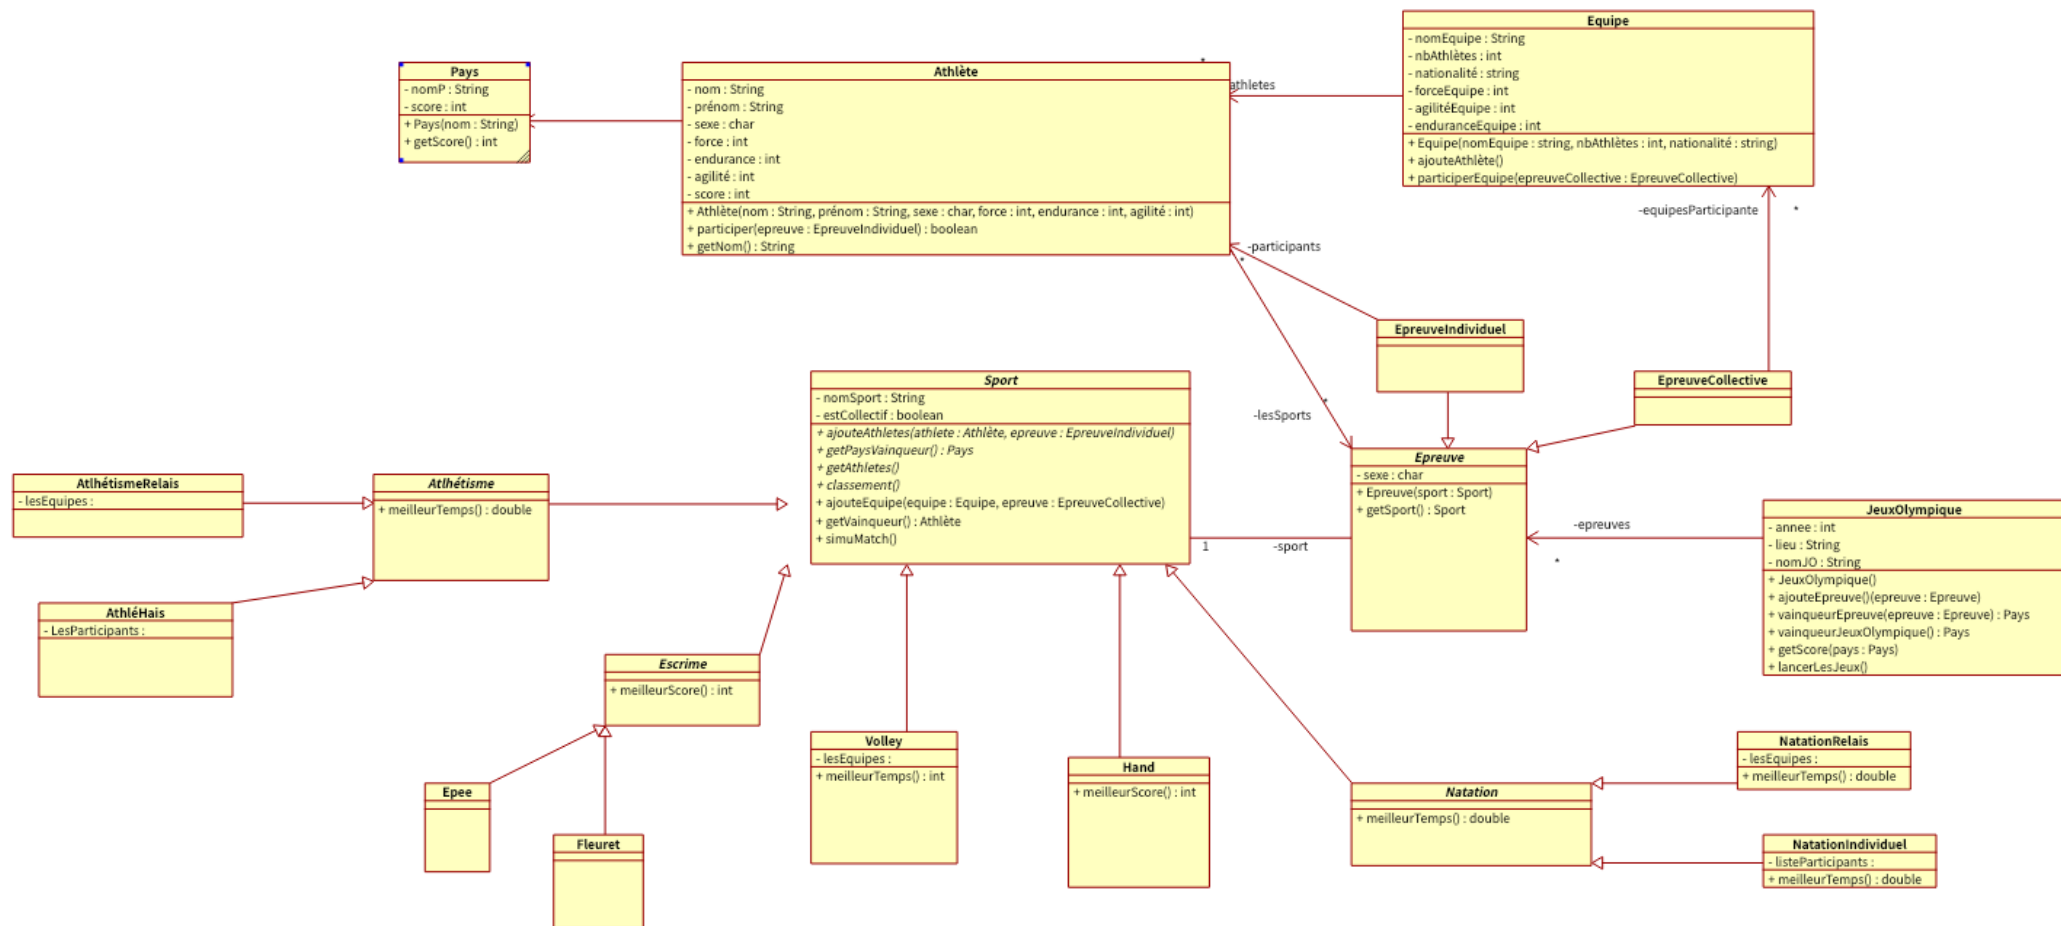 Pays
- nomP : String
- score : int
+ Pays(nom : String)
+ getScore() : int
Athlète
- nom : String
- prénom : String
- sexe : char
- force : int
- endurance : int
- agilité : int
- score : int
+ Athlète(nom : String, prénom : String, sexe : char, force : int, endurance : int, agilité : int)
+ participer(epreuve : EpreuveIndividuel) : boolean
+ getNom() : String
*
athletes
Equipe
- nomEquipe : String
- nbAthlètes : int
- nationalité : string
- forceEquipe : int
- agilitéEquipe : int
- enduranceEquipe : int
+ Equipe(nomEquipe : string, nbAthlètes : int, nationalité : string)
+ ajouteAthlète()
+ participerEquipe(epreuveCollective : EpreuveCollective)
-equipesParticipante
*
-participants
*
EpreuveIndividuel
EpreuveCollective
-lesSports
*
Sport
- nomSport : String
- estCollectif : boolean
+ ajouteAthletes(athlete : Athlète, epreuve : EpreuveIndividuel)
+ getPaysVainqueur() : Pays
+ getAthletes()
+ classement()
+ ajouteEquipe(equipe : Equipe, epreuve : EpreuveCollective)
+ getVainqueur() : Athlète
+ simuMatch()
1
-sport
Epreuve
- sexe : char
+ Epreuve(sport : Sport)
+ getSport() : Sport
-epreuves
*
JeuxOlympique
- annee : int
- lieu : String
- nomJO : String
+ JeuxOlympique()
+ ajouteEpreuve()(epreuve : Epreuve)
+ vainqueurEpreuve(epreuve : Epreuve) : Pays
+ vainqueurJeuxOlympique() : Pays
+ getScore(pays : Pays)
+ lancerLesJeux()
AtlhétismeRelais
- lesEquipes :
Atlhétisme
+ meilleurTemps() : double
AthléHais
- LesParticipants :
Escrime
+ meilleurScore() : int
Epee
Fleuret
Volley
- lesEquipes :
+ meilleurTemps() : int
Hand
+ meilleurScore() : int
Natation
+ meilleurTemps() : double
NatationRelais
- lesEquipes :
+ meilleurTemps() : double
NatationIndividuel
- listeParticipants :
+ meilleurTemps() : double